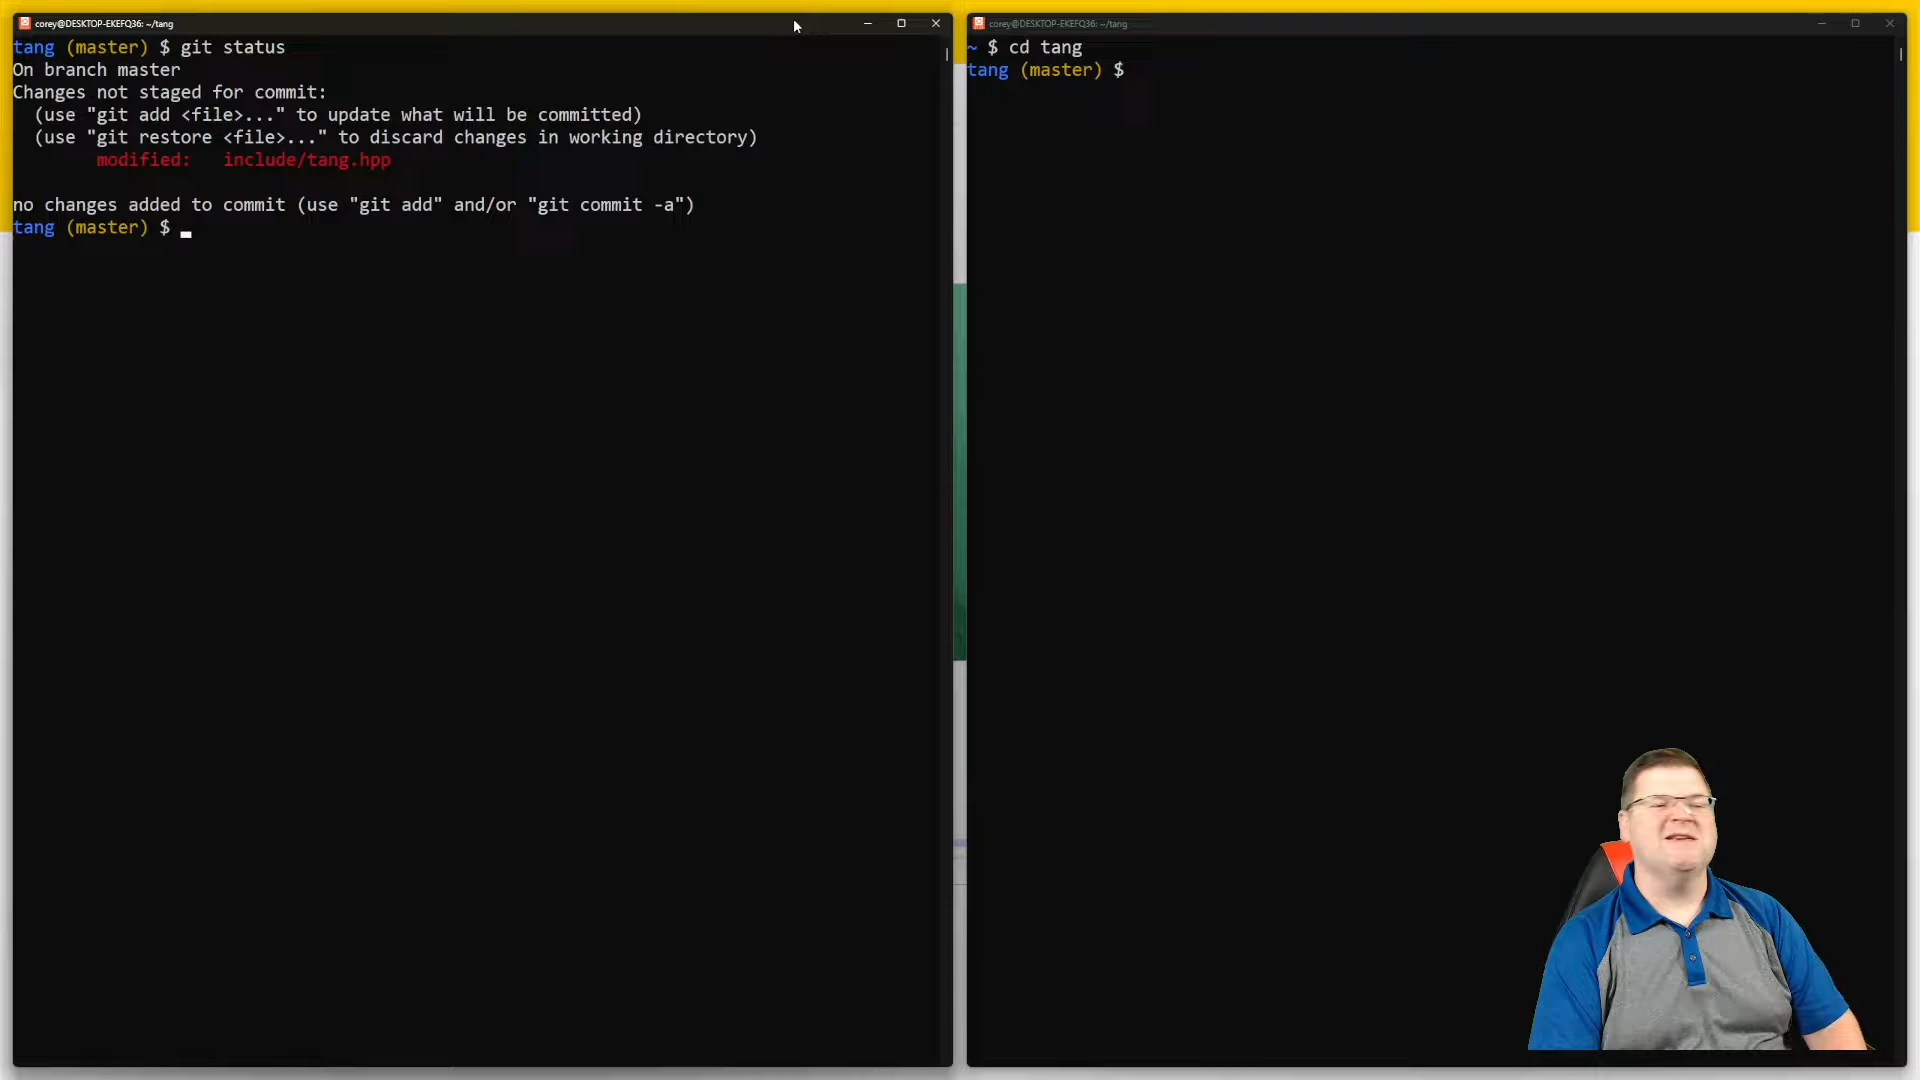 corey@DESKTOP-EKEFQ36: ~/tang
tang (master) $ git status
On branch master
Changes not staged for commit:
  (use "git add <file>..." to update what will be committed)
  (use "git restore <file>..." to discard changes in working directory)
        modified:   include/tang.hpp

no changes added to commit (use "git add" and/or "git commit -a")
tang (master) $
corey@DESKTOP-EKEFQ36: ~/tang
~ $ cd tang
tang (master) $